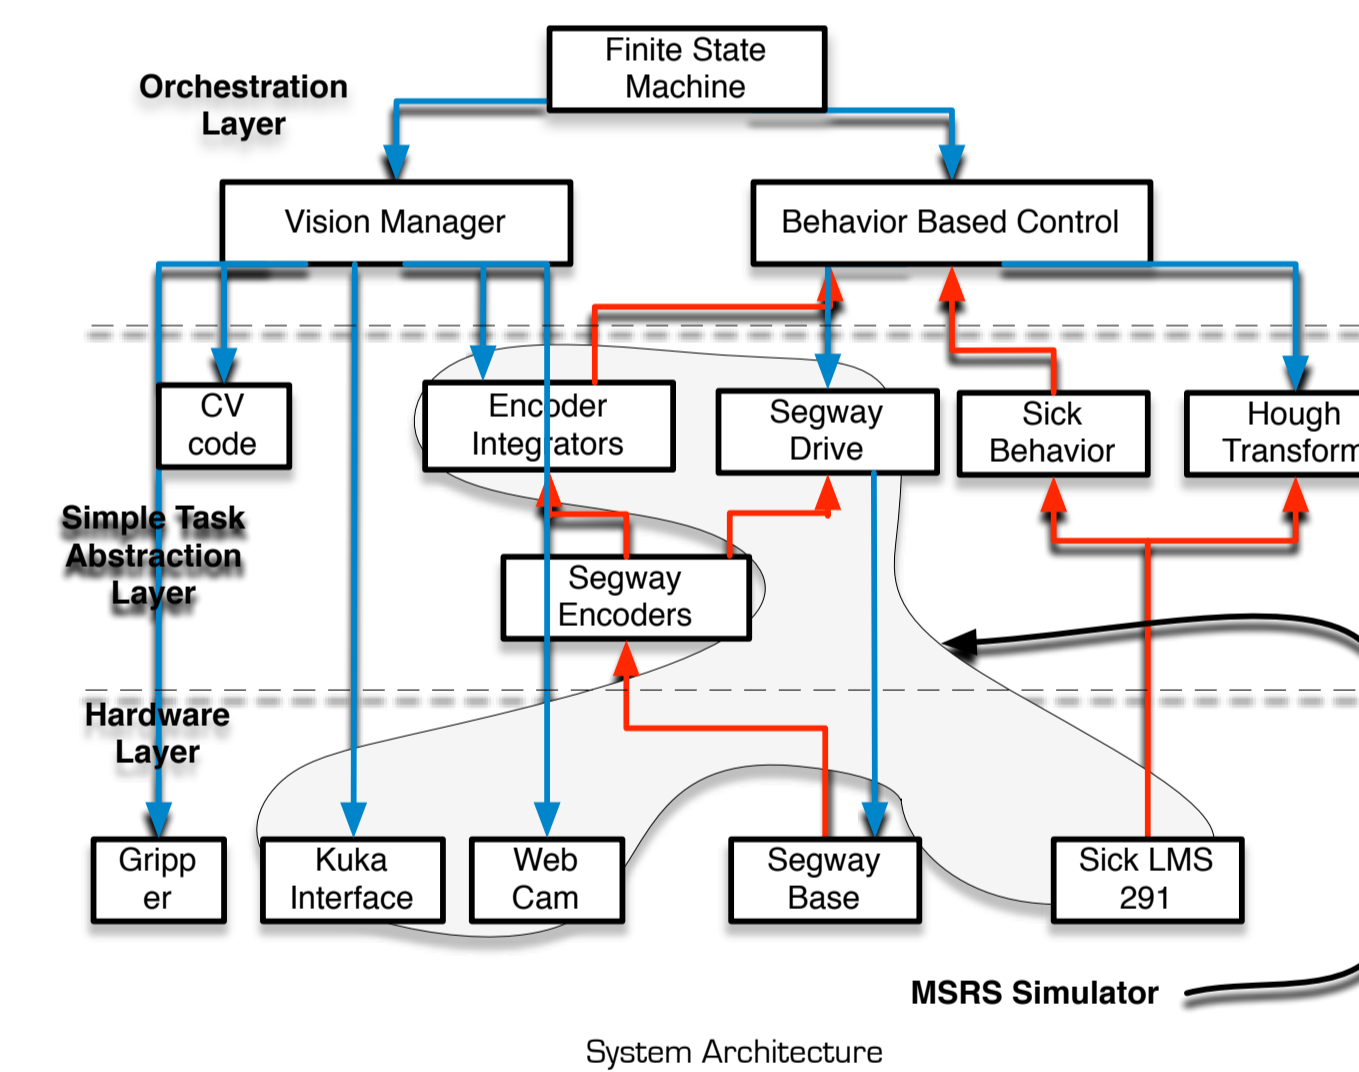 Finite State
Machine
Orchestration
Layer
Vision Manager
Behavior Based Control
CV
code
Encoder
Integrators
Segway
Drive
Sick
Behavior
Hough
Transform
Simple Task
Abstraction
Layer
Segway
Encoders
Hardware
Layer
Gripp
er
Kuka
Interface
Web
Cam
Segway
Base
Sick LMS
291
MSRS Simulator
System Architecture